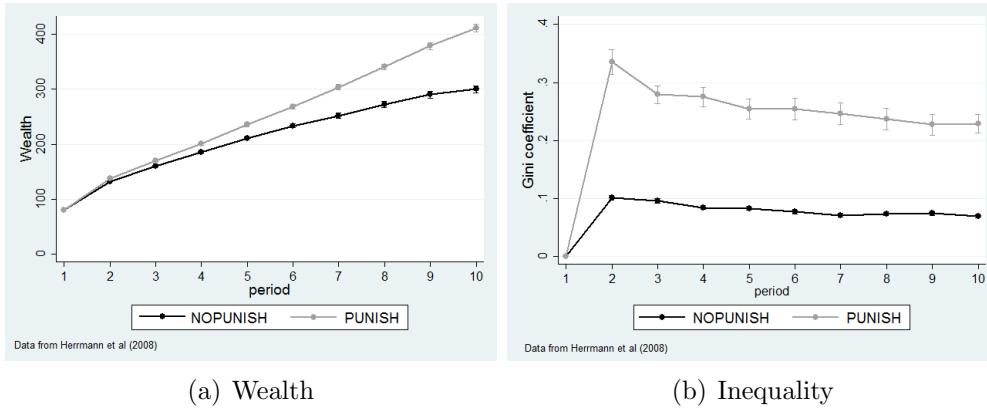 Wealth
400
300
200
100
0
1 2 3 4 5 6 7 8 9 10
period
NOPUNISH PUNISH
Data from Herrmann et al (2008)
(a) Wealth
Gini coefficient
.4
.3
.2
.1
0
1 2 3 4 5 6 7 8 9 10
period
NOPUNISH PUNISH
Data from Herrmann et al (2008)
(b) Inequality